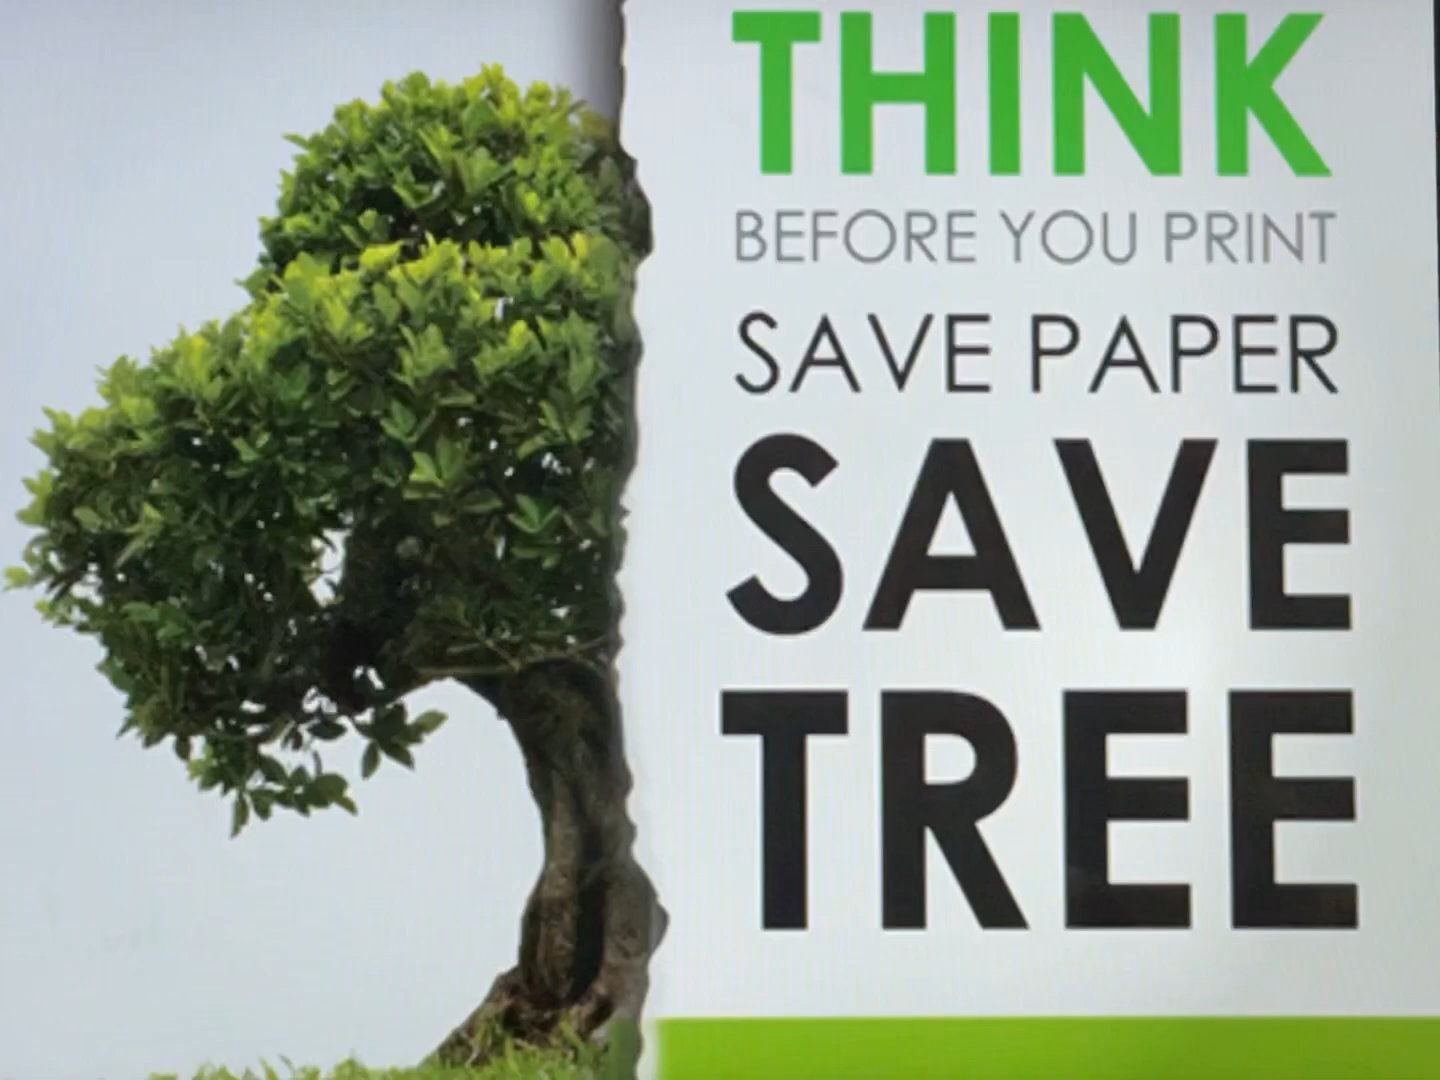 THINK
BEFORE YOU PRINT
SAVE PAPER
SAVE
TREE